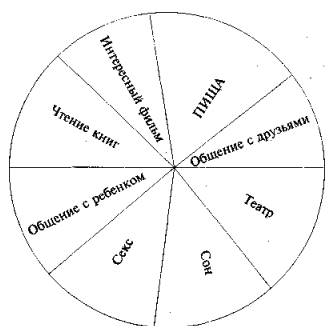 Интересный фильм
ПИЩА
Чтение книг
Общение с друзьями
Общение с ребенком
Театр
Секс
Сон